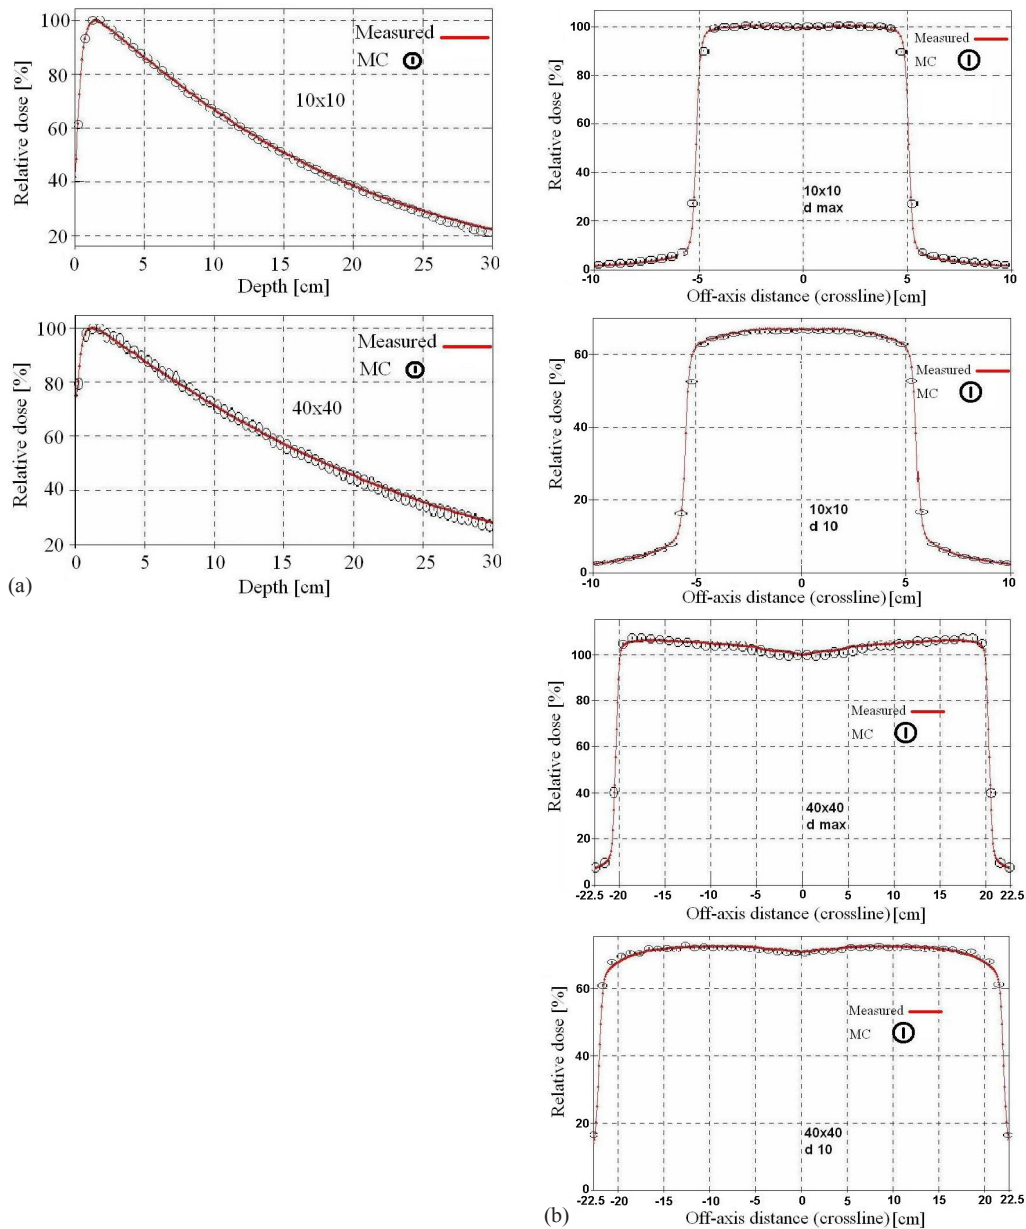 100
80
60
40
20
Relative dose [%]
Measured
MC
10x10
0 5 10 15 20 25 30
Depth [cm]
100
80
60
40
20
Relative dose [%]
Measured
MC
40x40
0 5 10 15 20 25 30
Depth [cm]
(a)
100
80
60
40
20
0
Relative dose [%]
Measured
MC
10x10
d max
-10 -5 0 5 10
Off-axis distance (crossline) [cm]
60
40
20
0
Relative dose [%]
Measured
MC
10x10
d 10
-10 -5 0 5 10
Off-axis distance (crossline) [cm]
100
80
60
40
20
0
Relative dose [%]
Measured
MC
40x40
d max
-22.5 -20 -15 -10 -5 0 5 10 15 20 22.5
Off-axis distance (crossline) [cm]
60
40
20
0
Relative dose [%]
Measured
MC
40x40
d 10
-22.5 -20 -15 -10 -5 0 5 10 15 20 22.5
Off-axis distance (crossline) [cm]
(b)